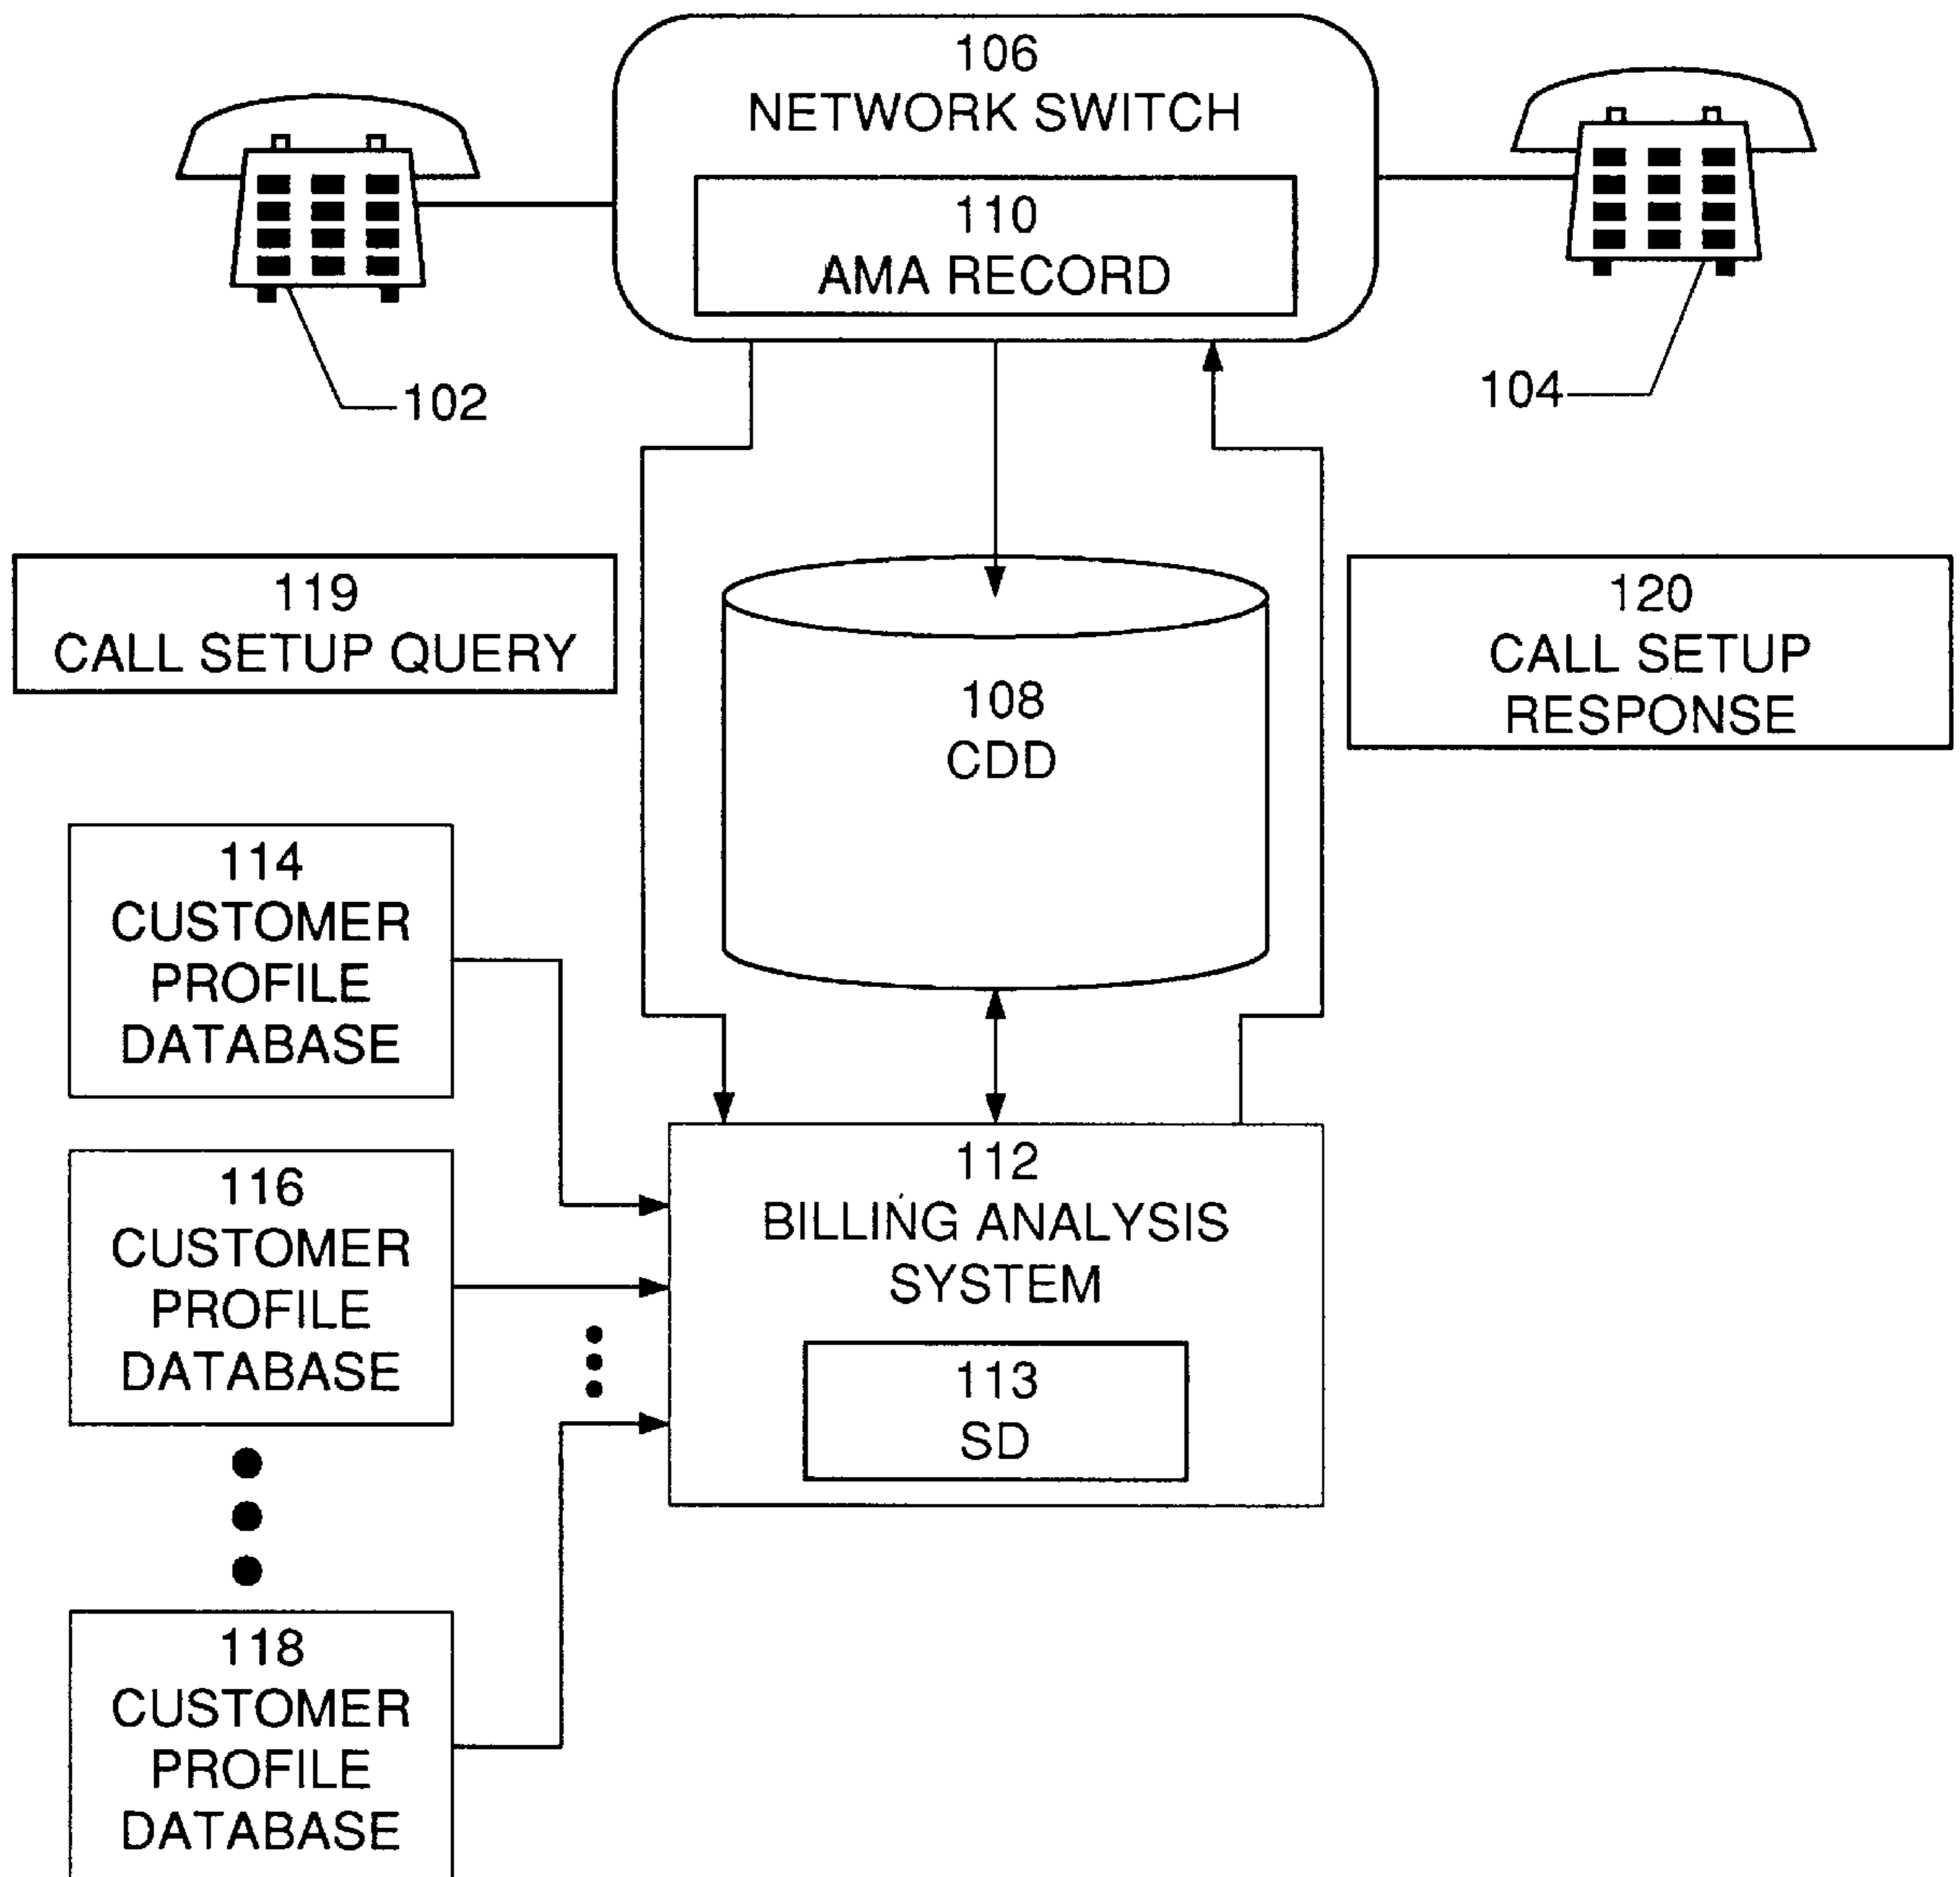 106
NETWORK SWITCH
110
AMA RECORD
102
104
119
CALL SETUP QUERY
120
CALL SETUP
RESPONSE
108
CDD
114
CUSTOMER
PROFILE
DATABASE
116
CUSTOMER
PROFILE
DATABASE
112
BILLING ANALYSIS
SYSTEM
113
SD
118
CUSTOMER
PROFILE
DATABASE